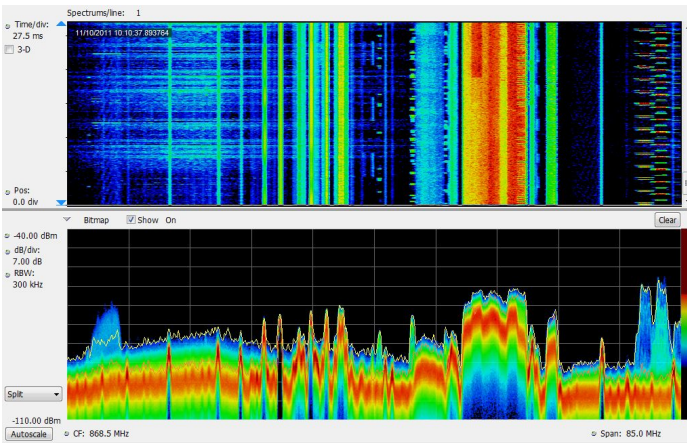 Spectrums/line: 1
Time/div:
27.5 ms
3-D
11/10/2011 10:10:37.893764
Pos:
0.0 div
Bitmap Show On Clear
-40.00 dBm
dB/div:
7.00 dB
RBW:
300 kHz
Split
-110.00 dBm
Autoscale CF: 868.5 MHz Span: 85.0 MHz